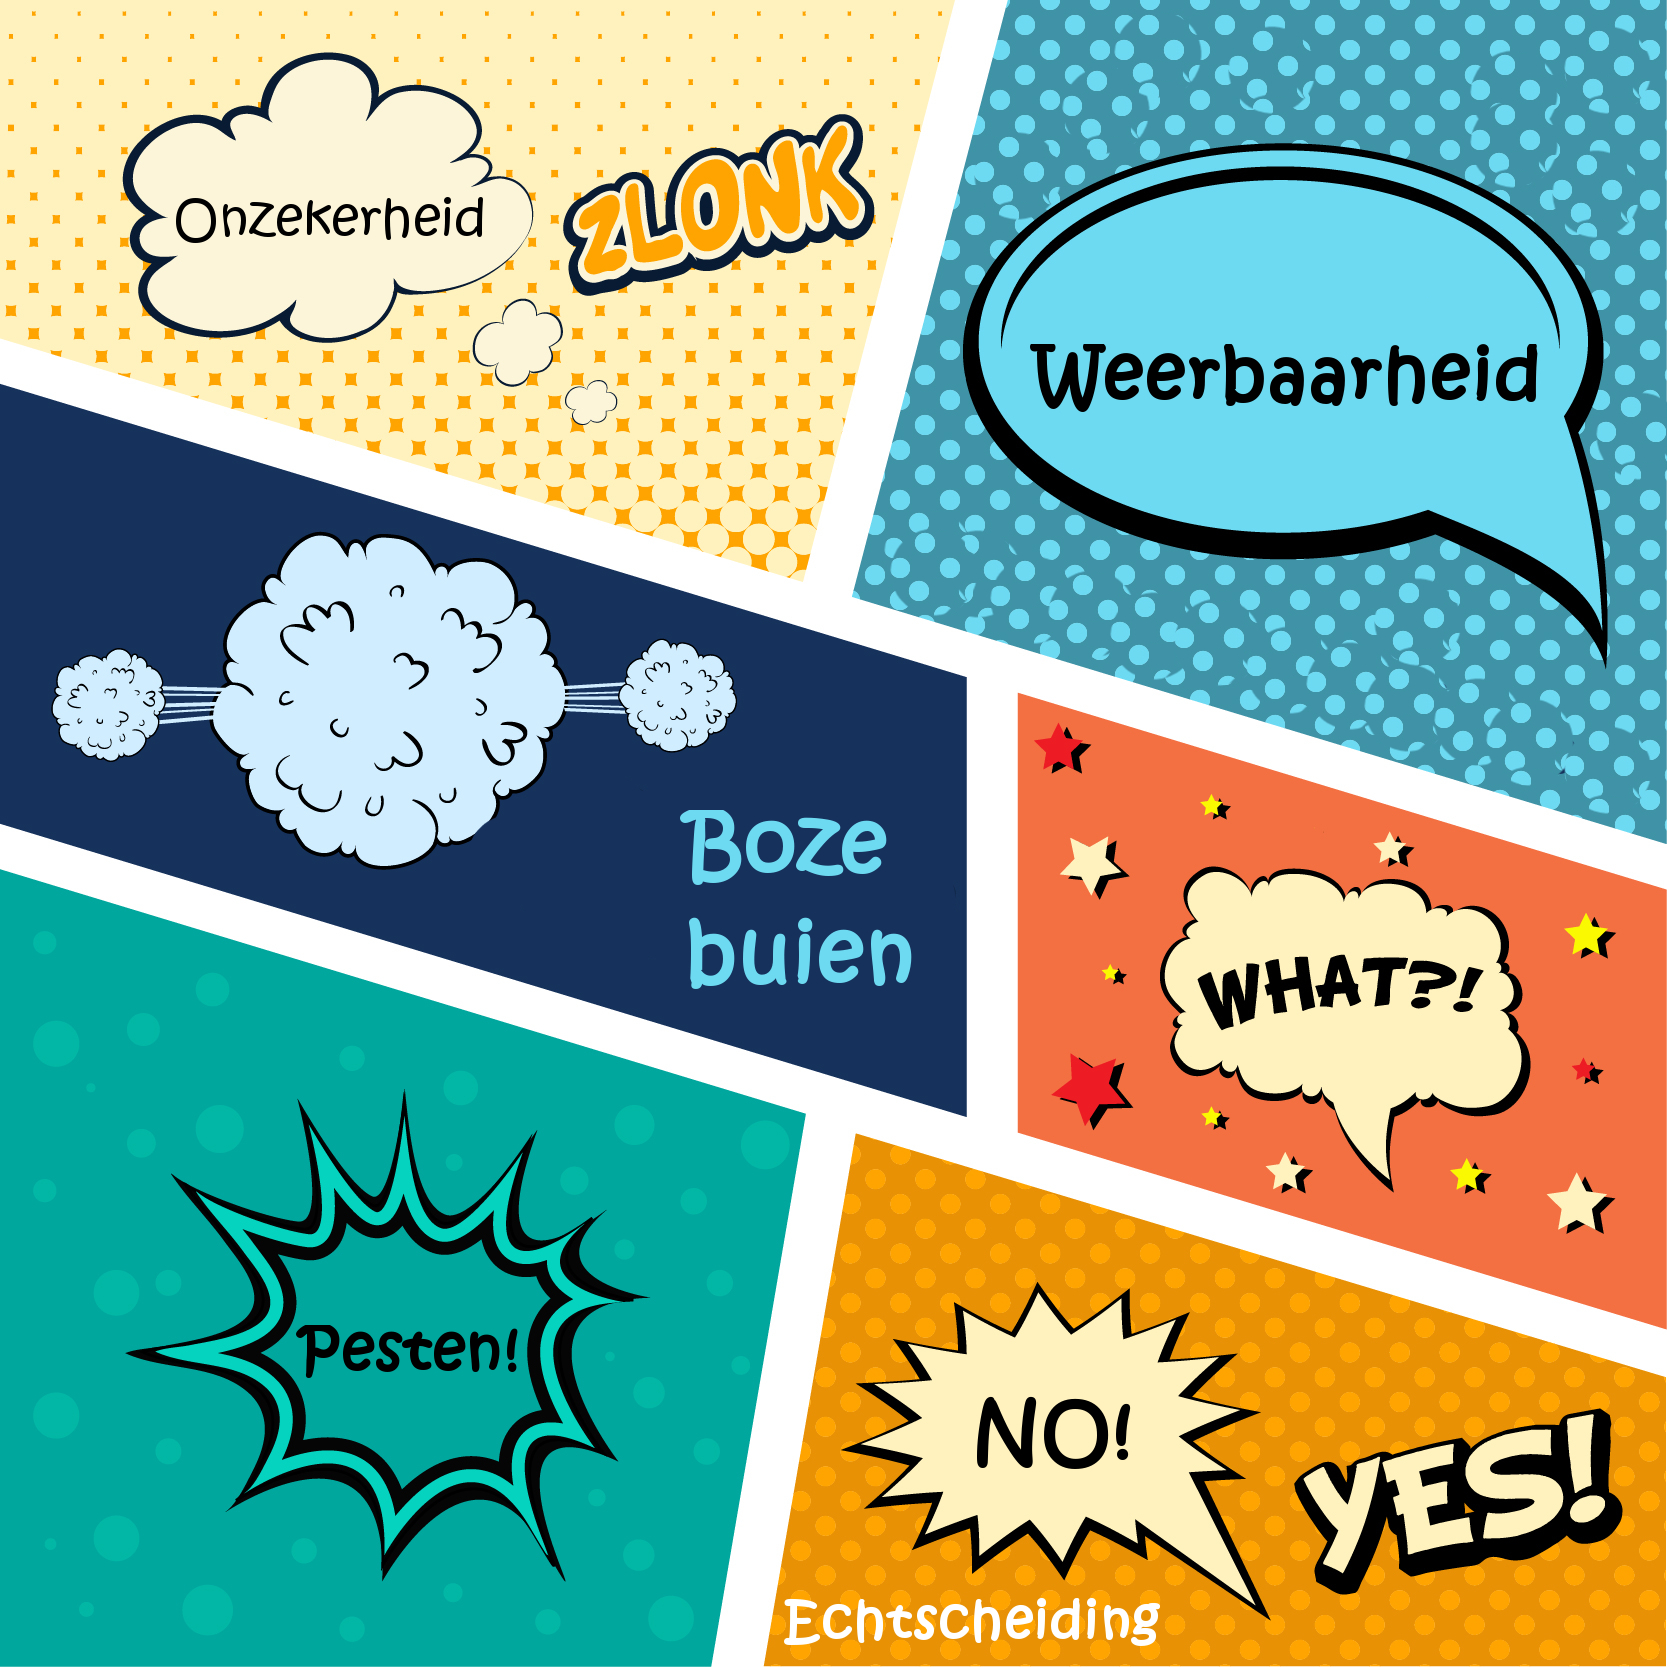 Onzekerheid
ZLONK
Weerbaarheid
Boze
buien
WHAT?!
Pesten!
NO!
YES!
Echtscheiding